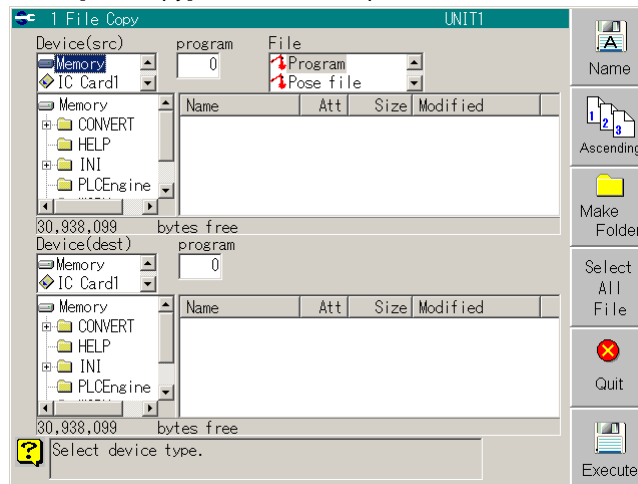 1 File Copy UNIT1
Device(src) program File
Memory 0 Program
IC Card1 Pose file
Memory Name Att Size Modified
CONVERT
HELP
INI
PLCEngine
30,938,099 bytes free
Device(dest) program
Memory 0
IC Card1
Memory Name Att Size Modified
CONVERT
HELP
INI
PLCEngine
30,938,099 bytes free
Select device type.
A
Name
1 2 3
Ascending
Make
Folder
Select
All
File
Quit
Execute